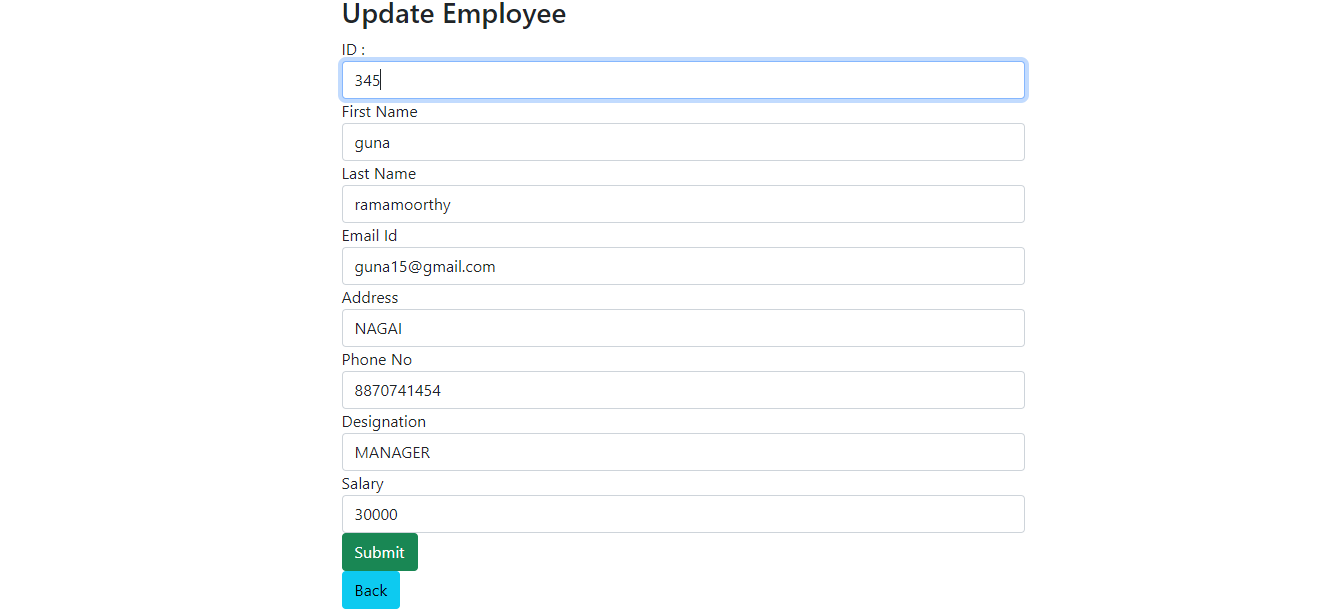 Update Employee
ID :
345
First Name
guna
Last Name
ramamoorthy
Email Id
guna15@gmail.com
Address
NAGAI
Phone No
8870741454
Designation
MANAGER
Salary
30000
Submit
Back